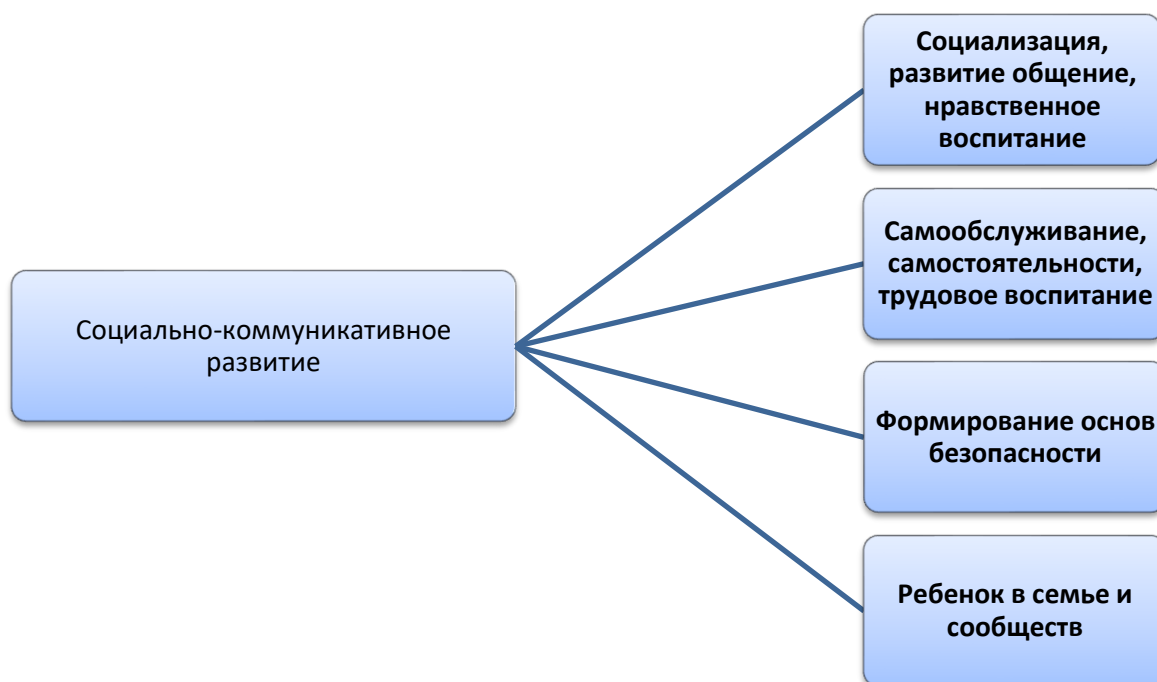 Социализация,
развитие общение,
нравственное
воспитание
Самообслуживание,
самостоятельности,
трудовое воспитание
Социально-коммуникативное
развитие
Формирование основ
безопасности
Ребенок в семье и
сообществ